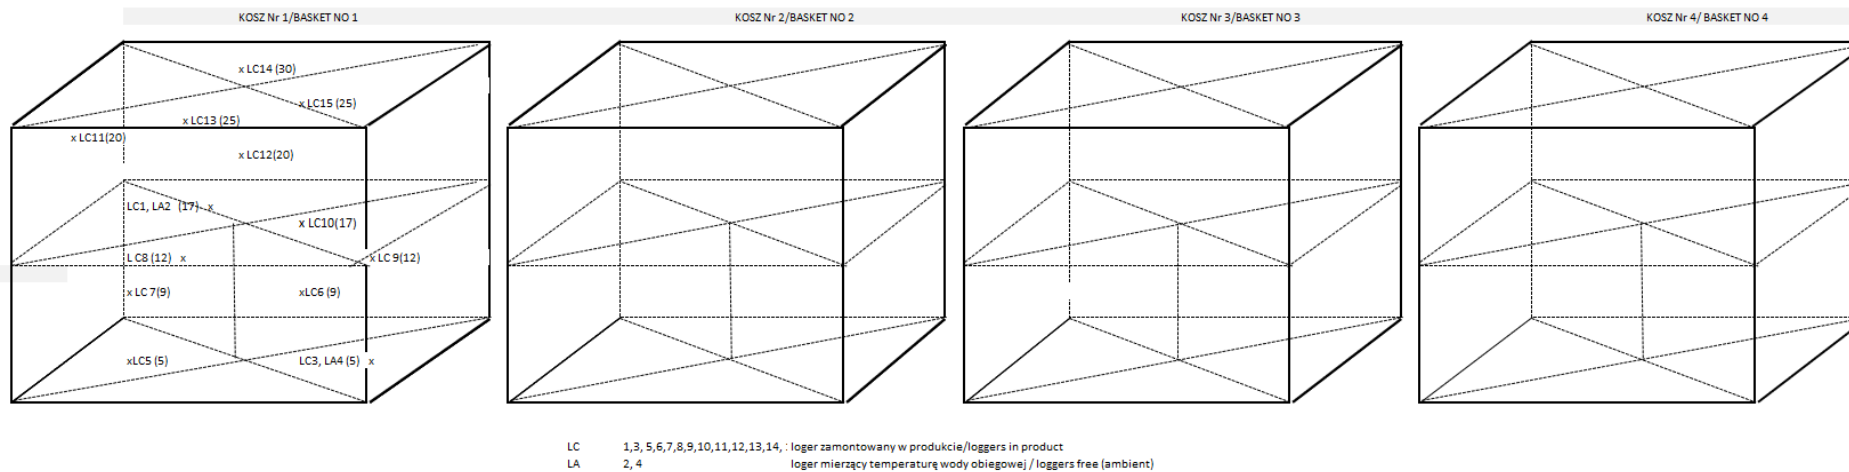 KOSZ Nr 1/BASKET NO 1
KOSZ Nr 2/BASKET NO 2
KOSZ Nr 3/BASKET NO 3
KOSZ Nr 4/ BASKET NO 4
x LC14 (30)
x LC15 (25)
x LC13 (25)
x LC11(20)
x LC12(20)
LC1, LA2 (17) x
x LC10(17)
L C8 (12) x
x LC 9(12)
x LC 7(9)
xLC6 (9)
xLC5 (5)
LC3, LA4 (5) x
LC 1,3, 5,6,7,8,9,10,11,12,13,14, loger zamontowany w produkcie/loggers in product
LA 2, 4 loger mierzący temperaturę wody obiegowej / loggers free (ambient)